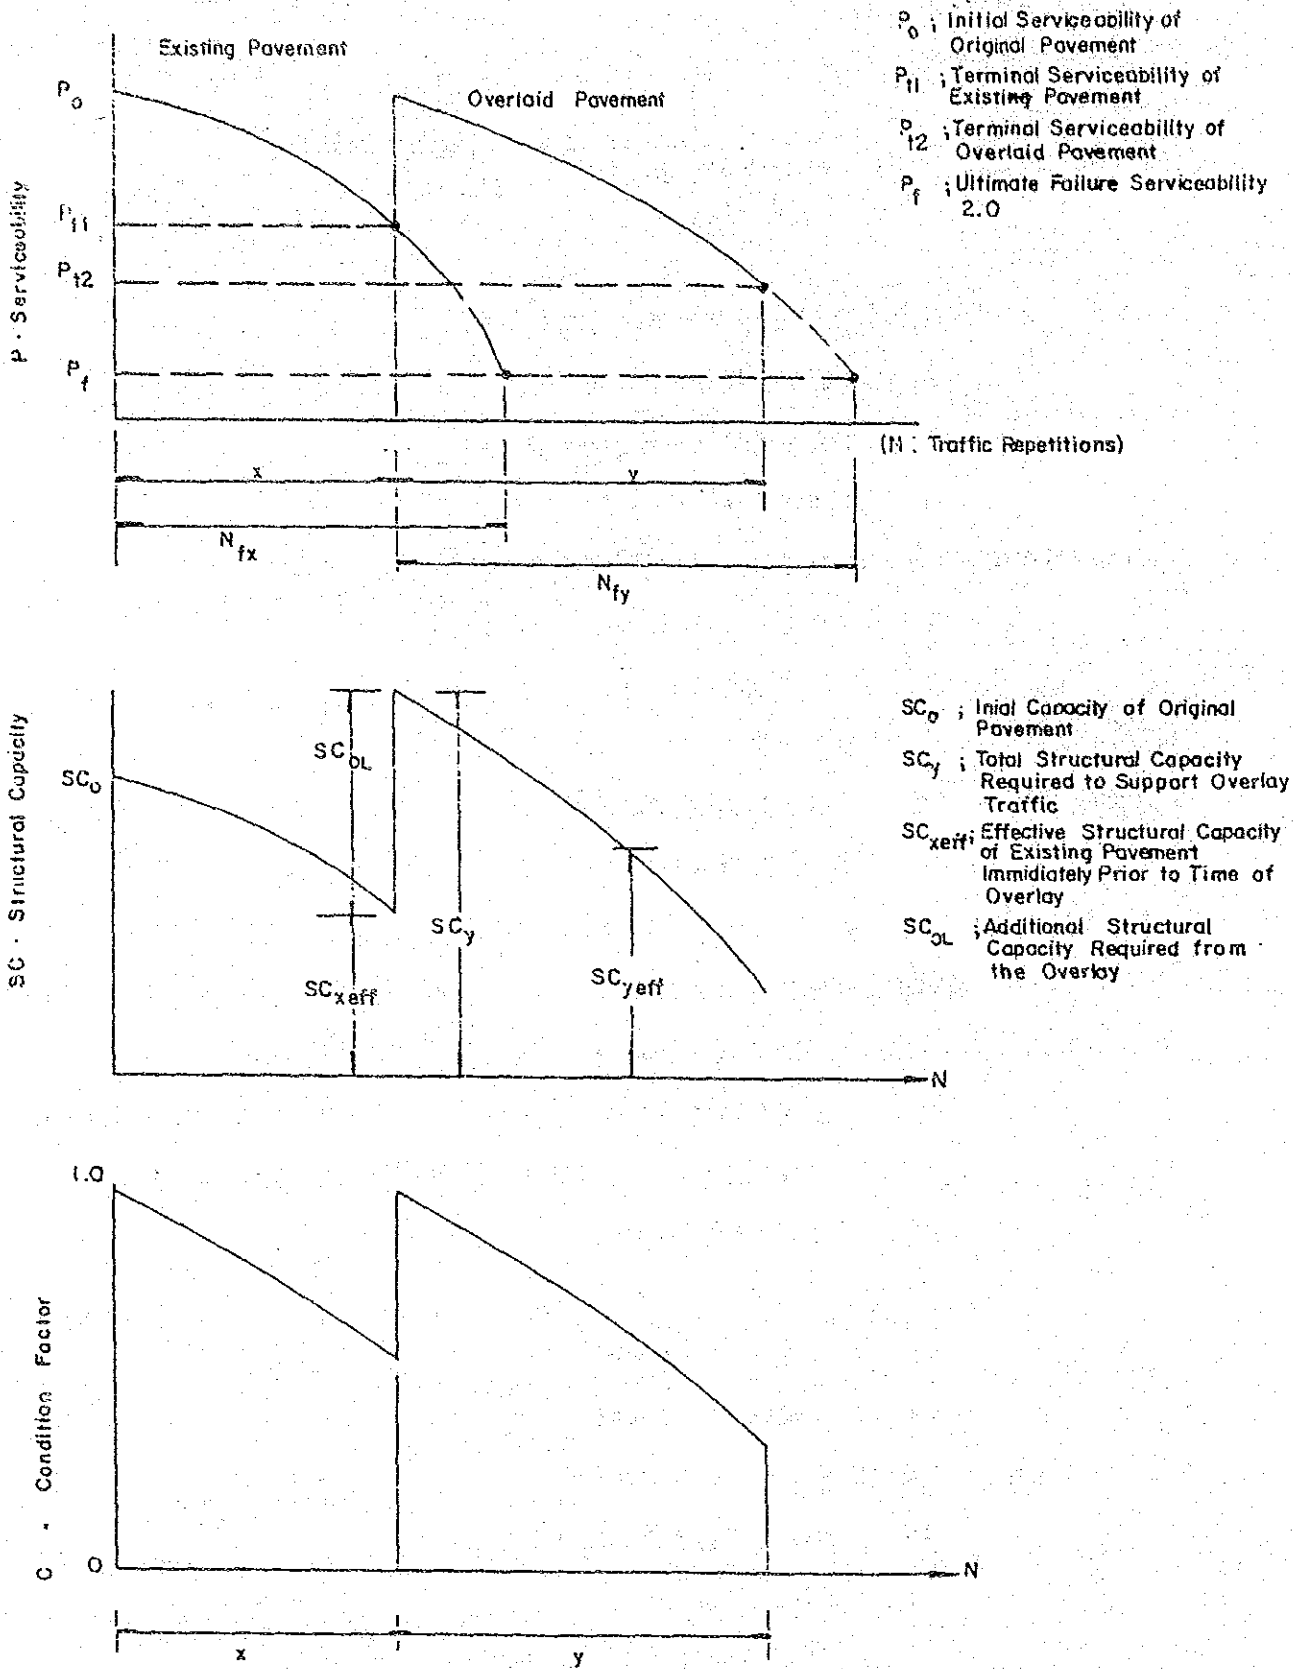 Existing Pavement
Overlaid Pavement
P · Serviceability
Po
Pt1
Pt2
Pf
Po ; Initial Serviceability of
Original Pavement
Pt1 ; Terminal Serviceability of
Existing Pavement
Pt2 ; Terminal Serviceability of
Overlaid Pavement
Pf ; Ultimate Failure Serviceability
2.0
(N : Traffic Repetitions)
x
y
Nfx
Nfy
SC · Structural Capacity
SCo
SCOL
SCy
SCxeff
SCyeff
N
SCo ; Inial Capacity of Original
Pavement
SCy ; Total Structural Capacity
Required to Support Overlay
Traffic
SCxeff; Effective Structural Capacity
of Existing Pavement
Immidiately Prior to Time of
Overlay
SCOL ; Additional Structural
Capacity Required from
the Overlay
C · Condition Factor
1.0
0
N
x
y